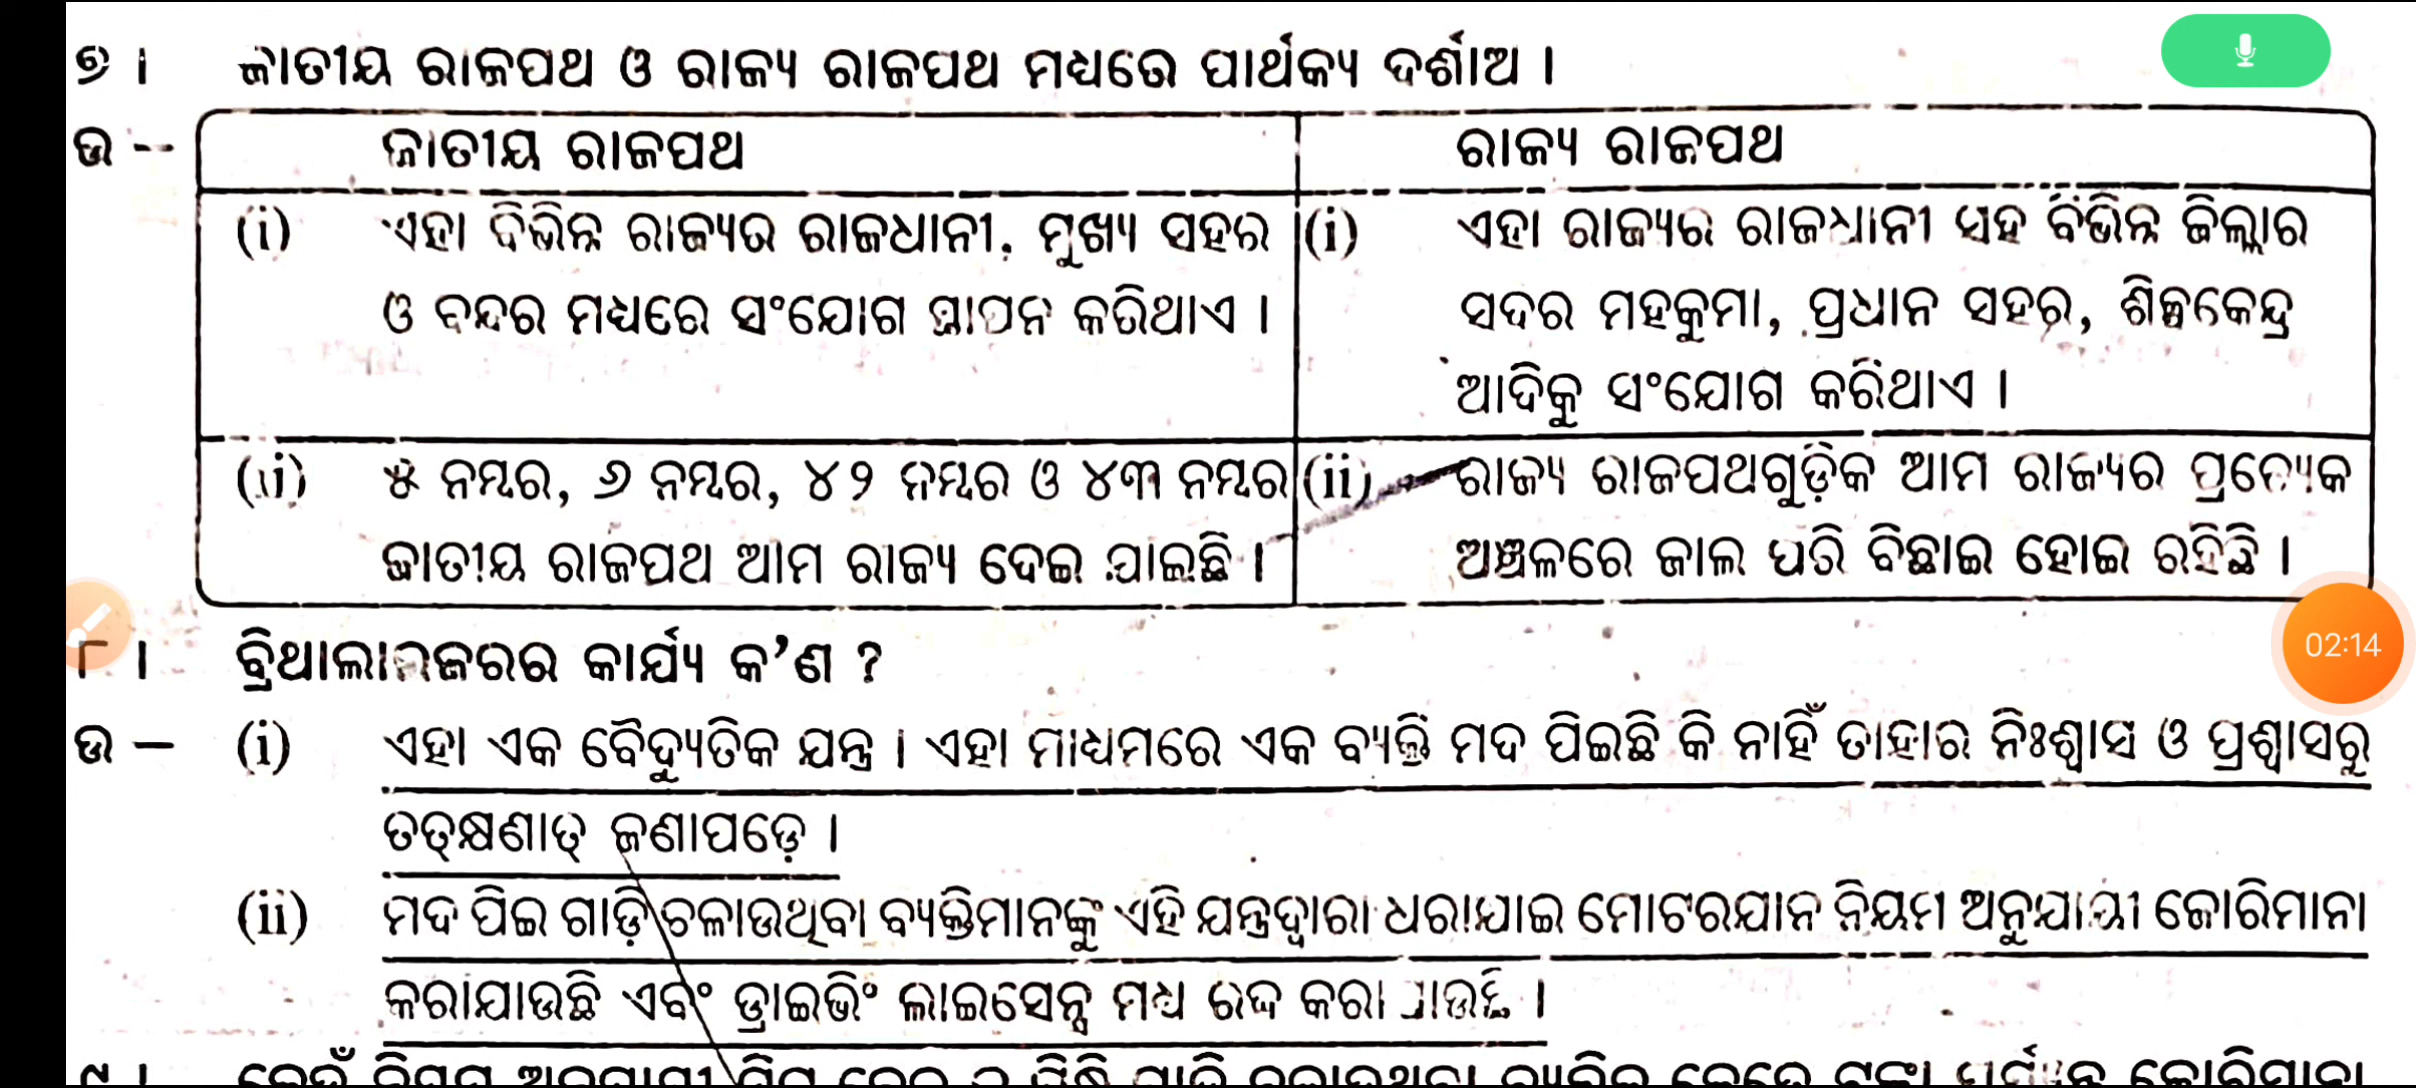 ୭ । ଜାତୀୟ ରାଜପଥ ଓ ରାଜ୍ୟ ରାଜପଥ ମଧ୍ୟରେ ପାର୍ଥକ୍ୟ ଦର୍ଶାଅ ।
ଉ -- ଜାତୀୟ ରାଜପଥ ରାଜ୍ୟ ରାଜପଥ
(i) ଏହା ବିଭିନ୍ନ ରାଜ୍ୟର ରାଜଧାନୀ, ମୁଖ୍ୟ ସହର
ଓ ବନ୍ଦର ମଧ୍ୟରେ ସଂଯୋଗ ସ୍ଥାପନ କରିଥାଏ ।
(i) ଏହା ରାଜ୍ୟର ରାଜଧାନୀ ସହ ବିଭିନ୍ନ ଜିଲ୍ଲାର
ସଦର ମହକୁମା, ପ୍ରଧାନ ସହର, ଶିଳ୍ପକେନ୍ଦ୍ର
ଆଦିକୁ ସଂଯୋଗ କରିଥାଏ ।
(ii) ୫ ନମ୍ବର, ୬ ନମ୍ବର, ୪୨ ନମ୍ବର ଓ ୪୩ ନମ୍ବର
ଜାତୀୟ ରାଜପଥ ଆମ ରାଜ୍ୟ ଦେଇ ଯାଇଛି ।
(ii) ରାଜ୍ୟ ରାଜପଥଗୁଡ଼ିକ ଆମ ରାଜ୍ୟର ପ୍ରତ୍ୟେକ
ଅଞ୍ଚଳରେ ଜାଲ ପରି ବିଛାଇ ହୋଇ ରହିଛି ।
02:14
୮ । ବ୍ରିଥାଲାନଜରର କାର୍ଯ୍ୟ କ'ଣ ?
ଉ – (i) ଏହା ଏକ ବୈଦ୍ୟୁତିକ ଯନ୍ତ୍ର । ଏହା ମାଧ୍ୟମରେ ଏକ ବ୍ୟକ୍ତି ମଦ ପିଇଛି କି ନାହିଁ ତାହାର ନିଃଶ୍ୱାସ ଓ ପ୍ରଶ୍ୱାସରୁ
ତତ୍‌କ୍ଷଣାତ୍ ଜଣାପଡ଼େ ।
(ii) ମଦ ପିଇ ଗାଡ଼ି ଚଳାଉଥିବା ବ୍ୟକ୍ତିମାନଙ୍କୁ ଏହି ଯନ୍ତ୍ରଦ୍ୱାରା ଧରାଯାଇ ମୋଟରଯାନ ନିୟମ ଅନୁଯାୟୀ ଜୋରିମାନା
କରାଯାଉଛି ଏବଂ ଡ୍ରାଇଭିଂ ଲାଇସେନ୍ସ ମଧ୍ୟ ରଦ୍ଦ କରା ଯାଉଛି ।